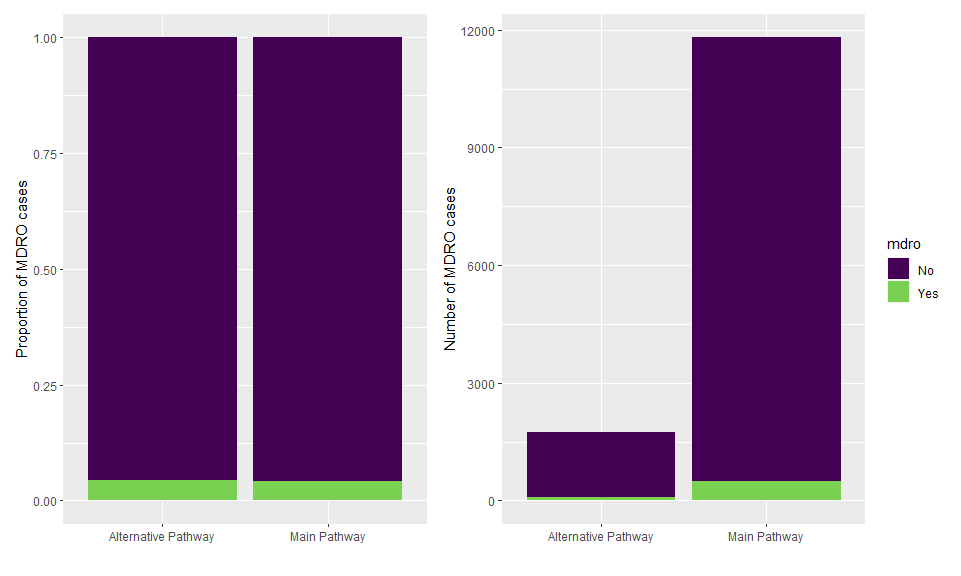 Proportion of MDRO cases
1.00
0.75
0.50
0.25
0.00
Alternative Pathway
Main Pathway
Number of MDRO cases
12000
9000
6000
3000
0
Alternative Pathway
Main Pathway
mdro
No
Yes